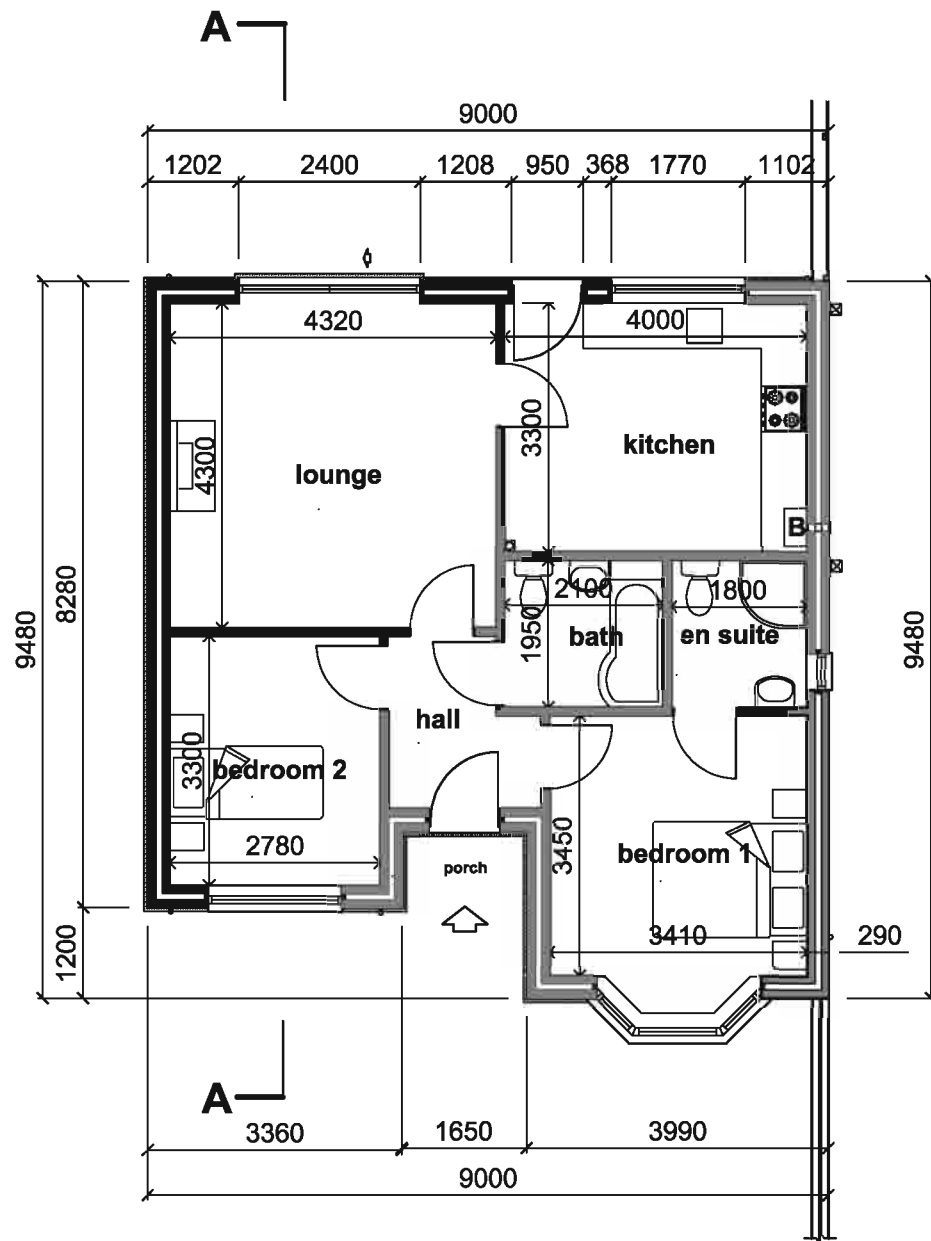 A
9000
1202 2400 1208 950 368 1770 1102
4320 4000
3300
kitchen
4300
lounge
B
9480
8280
2100 1800
1950
bath en suite
9480
hall
3300
bedroom 2
2780
porch
3450
bedroom 1
3410 290
1200
A
3360 1650 3990
9000